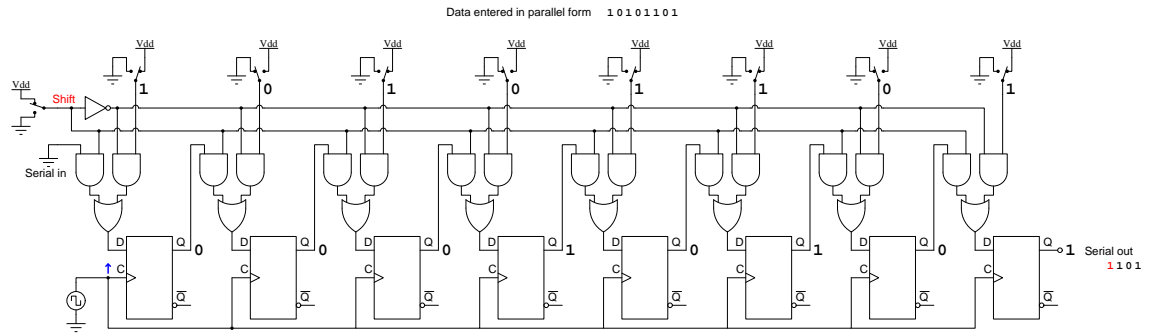 Data entered in parallel form 1 0 1 0 1 1 0 1
Vdd Vdd Vdd Vdd Vdd Vdd Vdd Vdd
Vdd
Shift
1 0 1 0 1 1 0 1
Serial in
D Q D Q D Q D Q D Q D Q D Q D Q
0 0 0 1 0 1 0 1 Serial out
C C C C C C C C
1 1 0 1
Q Q Q Q Q Q Q Q